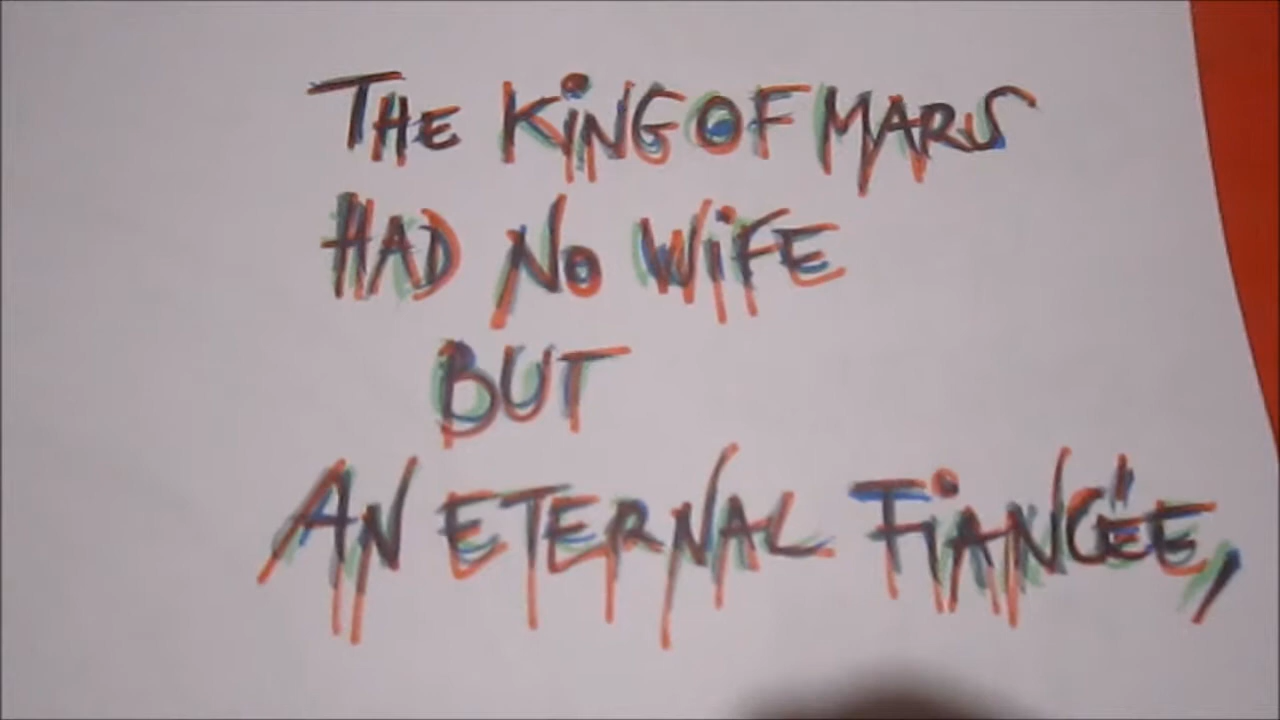 THE KiNG OF MARS
HAD No WiFE
BUT
AN ETERNAL FiANCÉE,